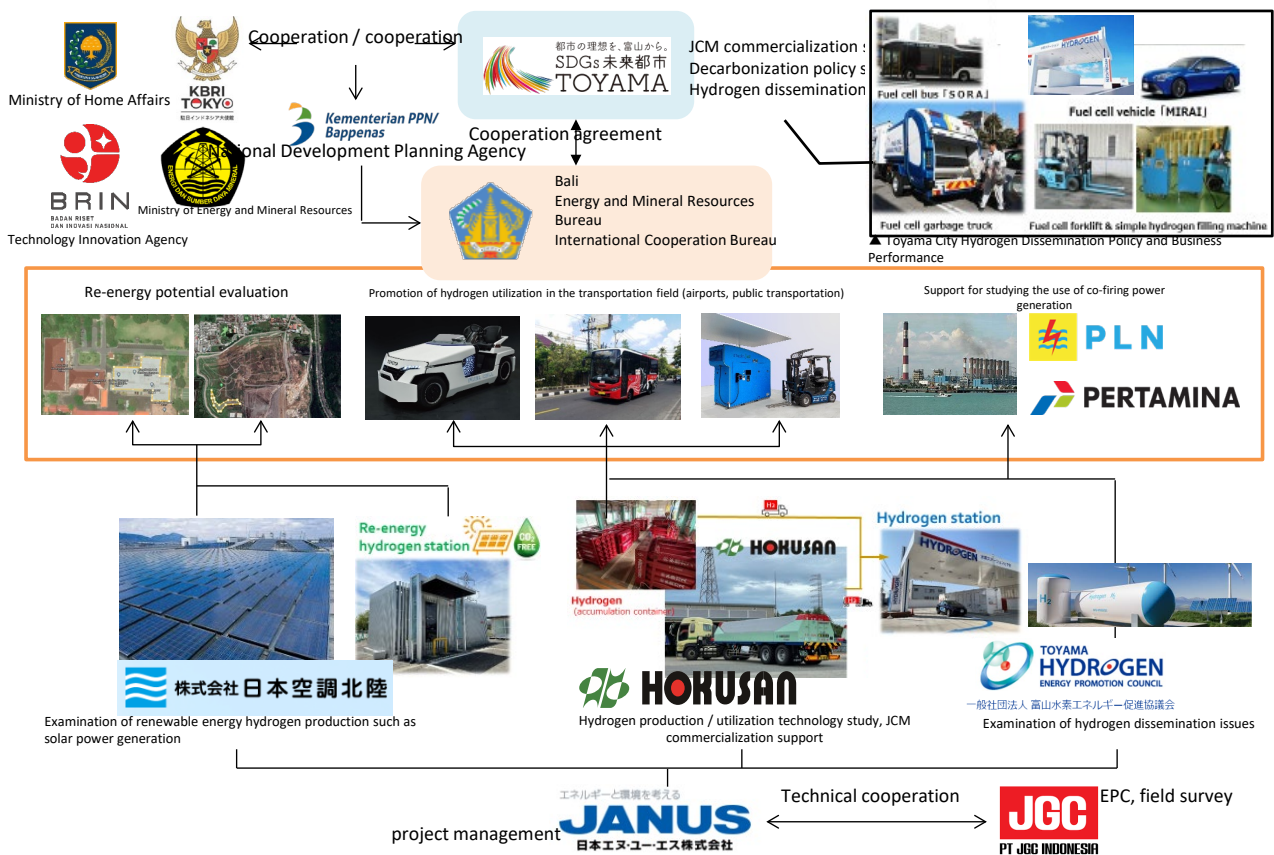 Ministry of Home Affairs
KBRI
TOKYO
駐日インドネシア大使館
Cooperation / cooperation
Kementerian PPN/
Bappenas
National Development Planning Agency
BRIN
BADAN RISET
DAN INOVASI NASIONAL
Technology Innovation Agency
ENERGI DAN SUMBER DAYA MINERAL
Ministry of Energy and Mineral Resources
都市の理想を、富山から。
SDGs未来都市
TOYAMA
JCM commercialization s
Decarbonization policy s
Hydrogen dissemination
Cooperation agreement
Bali
Energy and Mineral Resources
Bureau
International Cooperation Bureau
HYDROGEN
Fuel cell bus「SORA」
Fuel cell vehicle「MIRAI」
Fuel cell garbage truck
Fuel cell forklift & simple hydrogen filling machine
▲ Toyama City Hydrogen Dissemination Policy and Business
Performance
Re-energy potential evaluation
Promotion of hydrogen utilization in the transportation field (airports, public transportation)
Support for studying the use of co-firing power
generation
PLN
PERTAMINA
Re-energy
hydrogen station
CO2
FREE
H2
Hydrogen
(accumulation container)
HOKUSAN
H2
Hydrogen station
HYDROGEN
H2
hydrogen
株式会社日本空調北陸
Examination of renewable energy hydrogen production such as
solar power generation
HOKUSAN
Hydrogen production / utilization technology study, JCM
commercialization support
TOYAMA
HYDROGEN
ENERGY PROMOTION COUNCIL
一般社団法人 富山水素エネルギー促進協議会
Examination of hydrogen dissemination issues
エネルギーと環境を考える
JANUS
日本エヌ・ユー・エス株式会社
project management
Technical cooperation
JGC
PT JGC INDONESIA
EPC, field survey